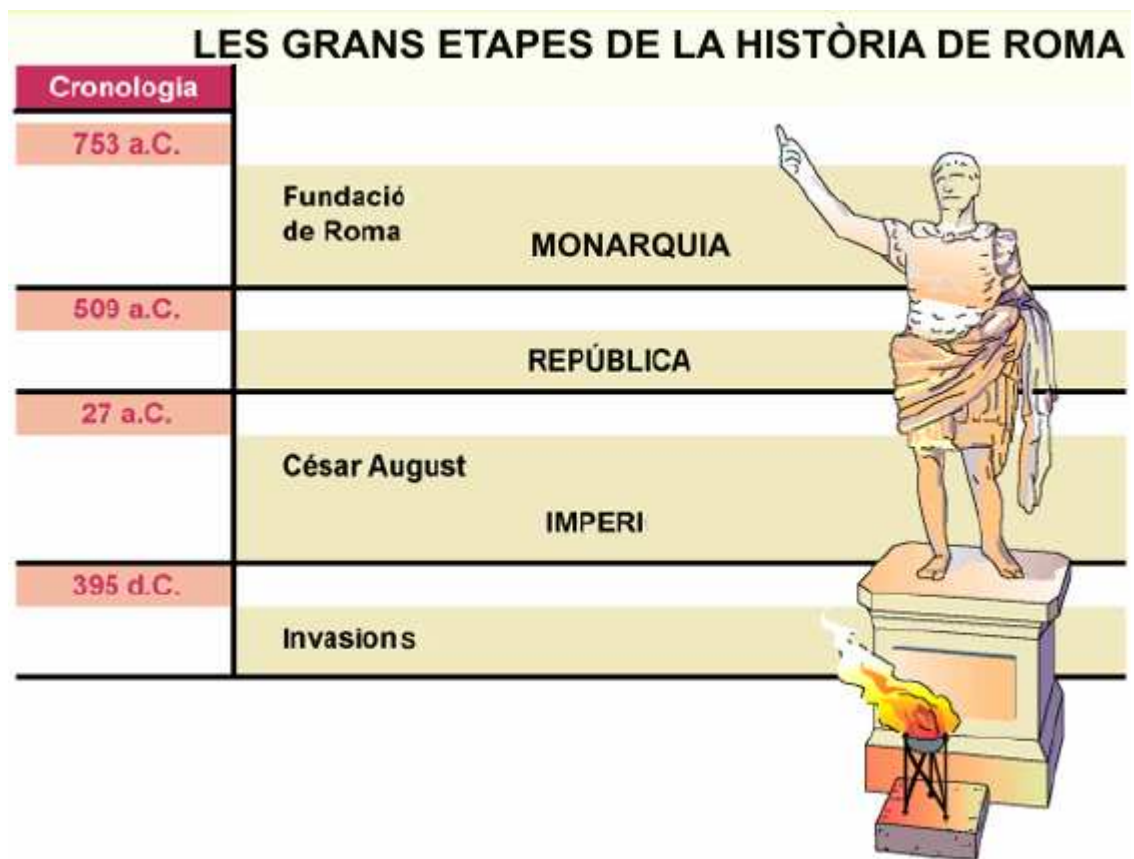 LES GRANS ETAPES DE LA HISTÒRIA DE ROMA
Cronologia
753 a.C.
Fundació
de Roma
MONARQUIA
509 a.C.
REPÚBLICA
27 a.C.
César August
IMPERI
395 d.C.
Invasions